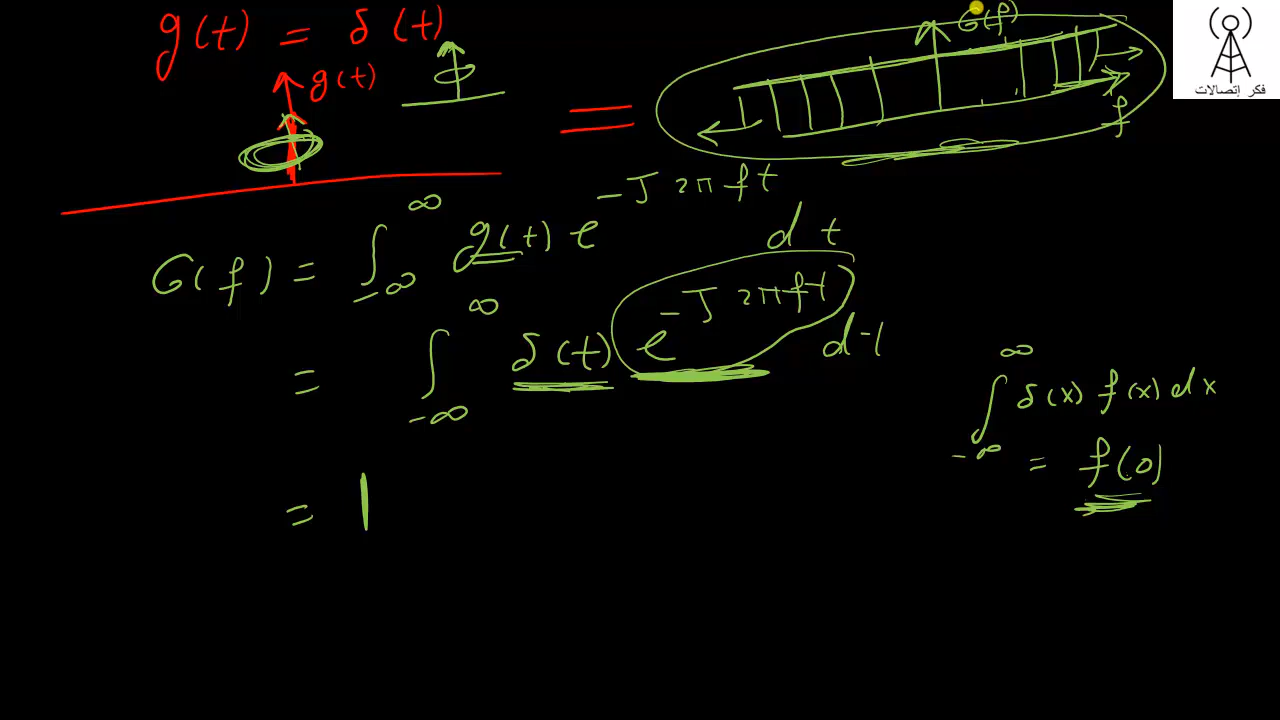 g(t) = δ(t)
g(t)
=
G(f)
f
فكر إتصالات
G(f) = ∫_{-∞}^{∞} g(t) e^{-J2πft} dt
= ∫_{-∞}^{∞} δ(t) e^{-J2πft} dt
∫_{-∞}^{∞} δ(x) f(x) dx
= f(0)
= 1